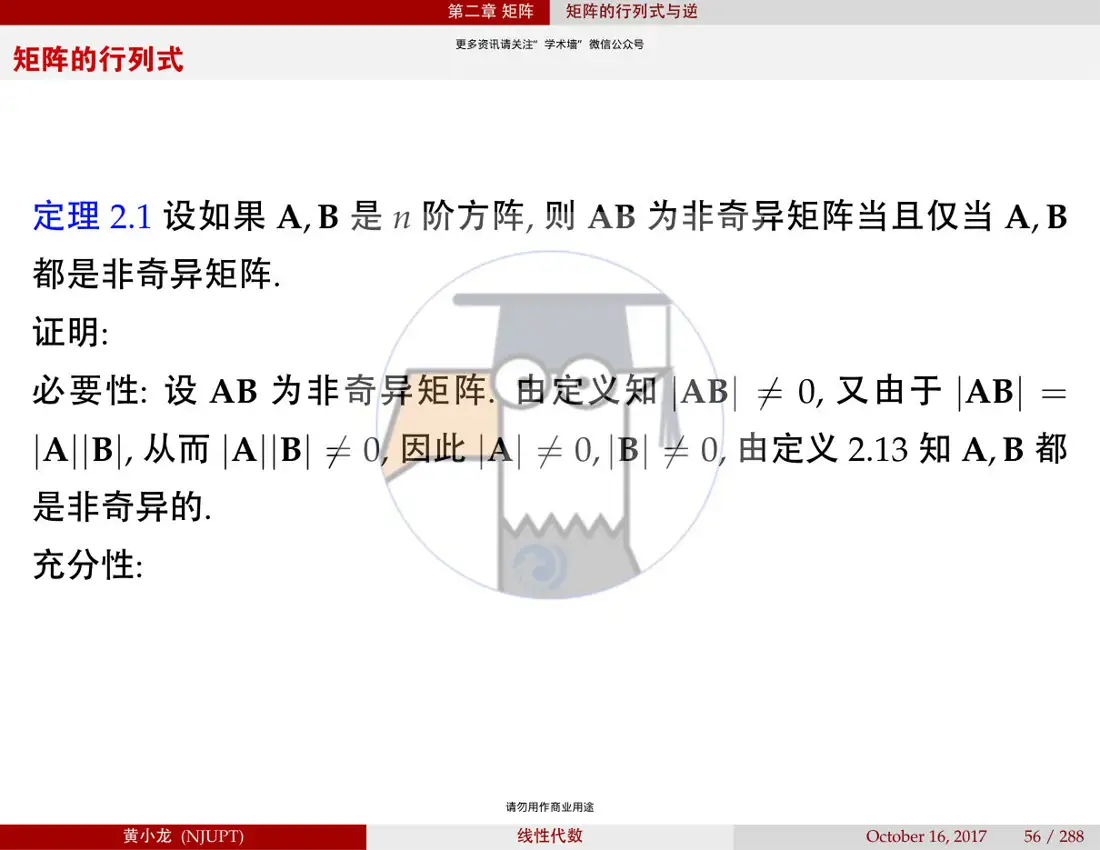 第二章 矩阵 矩阵的行列式与逆
更多资讯请关注“ 学术墙” 微信公众号
矩阵的行列式
定理 2.1 设如果 A, B 是 n 阶方阵, 则 AB 为非奇异矩阵当且仅当 A, B
都是非奇异矩阵.
证明:
必要性: 设 AB 为非奇异矩阵. 由定义知 |AB| ≠ 0, 又由于 |AB| =
|A||B|, 从而 |A||B| ≠ 0, 因此 |A| ≠ 0, |B| ≠ 0, 由定义 2.13 知 A, B 都
是非奇异的.
充分性:
请勿用作商业用途
黄小龙 (NJUPT) 线性代数 October 16, 2017 56 / 288